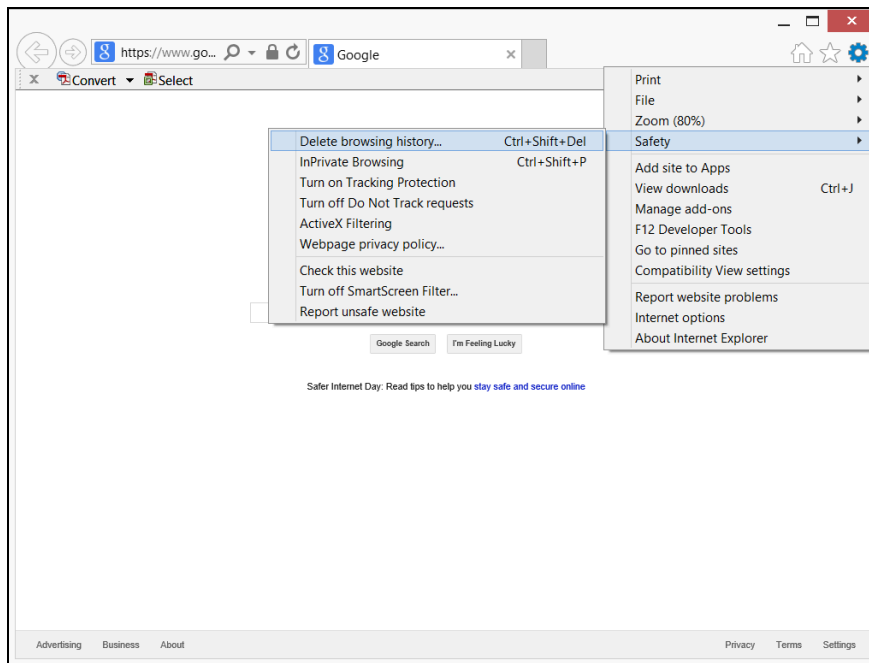 https://www.go...
Google
Convert
Select
Print
File
Zoom (80%)
Safety
Delete browsing history... Ctrl+Shift+Del
InPrivate Browsing Ctrl+Shift+P
Turn on Tracking Protection
Turn off Do Not Track requests
ActiveX Filtering
Webpage privacy policy...
Check this website
Turn off SmartScreen Filter...
Report unsafe website
Add site to Apps
View downloads Ctrl+J
Manage add-ons
F12 Developer Tools
Go to pinned sites
Compatibility View settings
Report website problems
Internet options
About Internet Explorer
Google Search I'm Feeling Lucky
Safer Internet Day: Read tips to help you stay safe and secure online
Advertising Business About Privacy Terms Settings